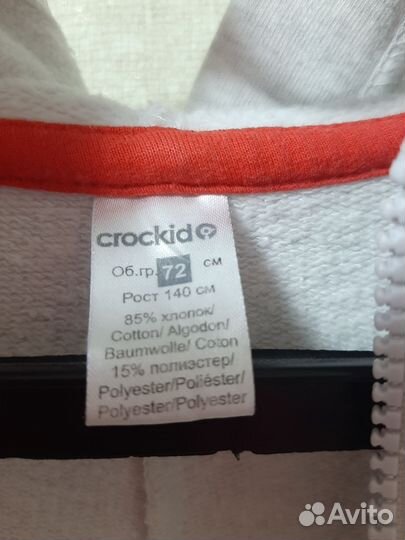 crockid
Об.гр. 72 см
Рост 140 см
85% хлопок/
Cotton/ Algodon/
Baumwolle/ Coton
15% полиэстер/
Polyester/Poliéster/
Polyester/Polyester
Avito